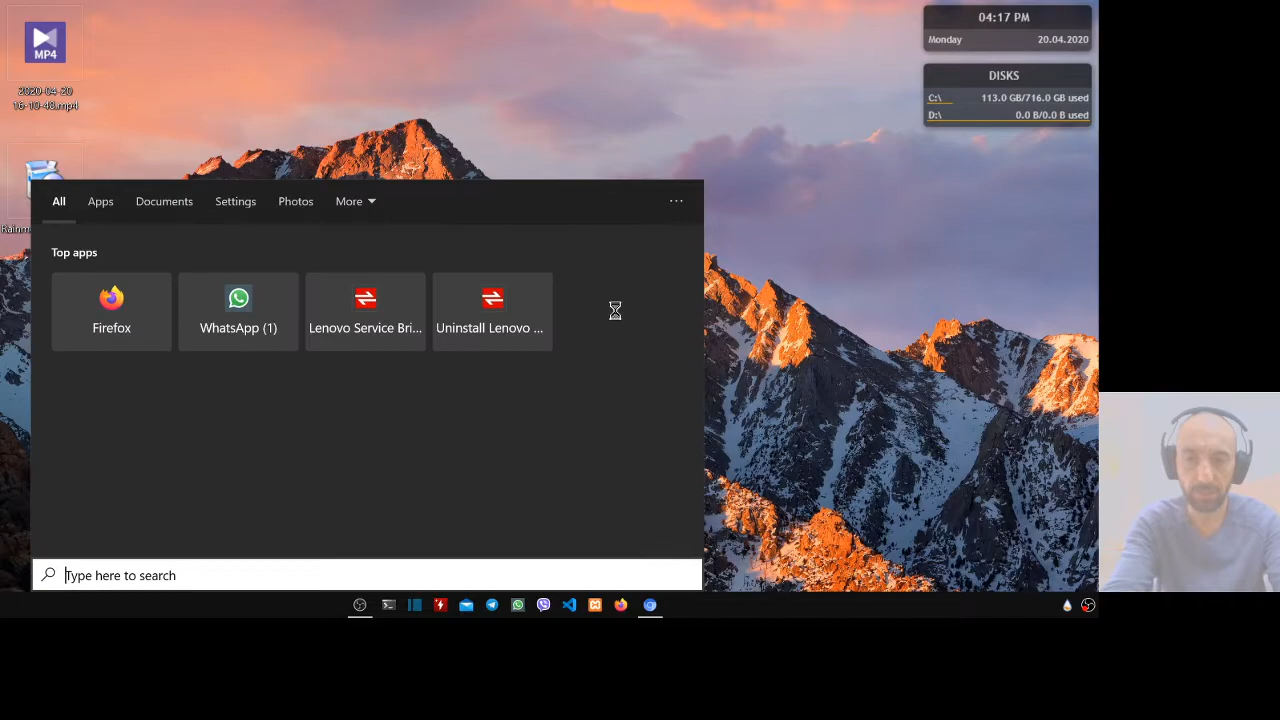 MP4
2020-04-20
16-10-48.mp4
Rainm
04:17 PM
Monday 20.04.2020
DISKS
C:\ 113.0 GB/716.0 GB used
D:\ 0.0 B/0.0 B used
All Apps Documents Settings Photos More
Top apps
Firefox WhatsApp (1) Lenovo Service Bri... Uninstall Lenovo ...
Type here to search